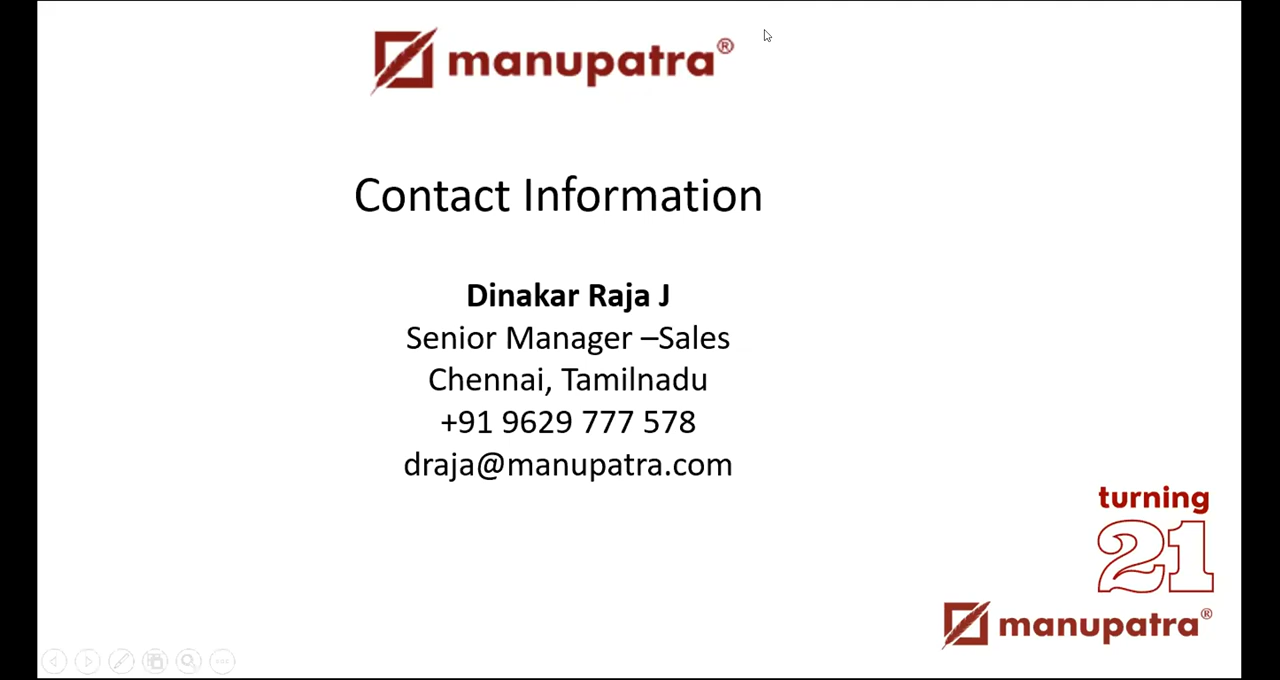 manupatra®
Contact Information
Dinakar Raja J
Senior Manager –Sales
Chennai, Tamilnadu
+91 9629 777 578
draja@manupatra.com
turning
21
manupatra®